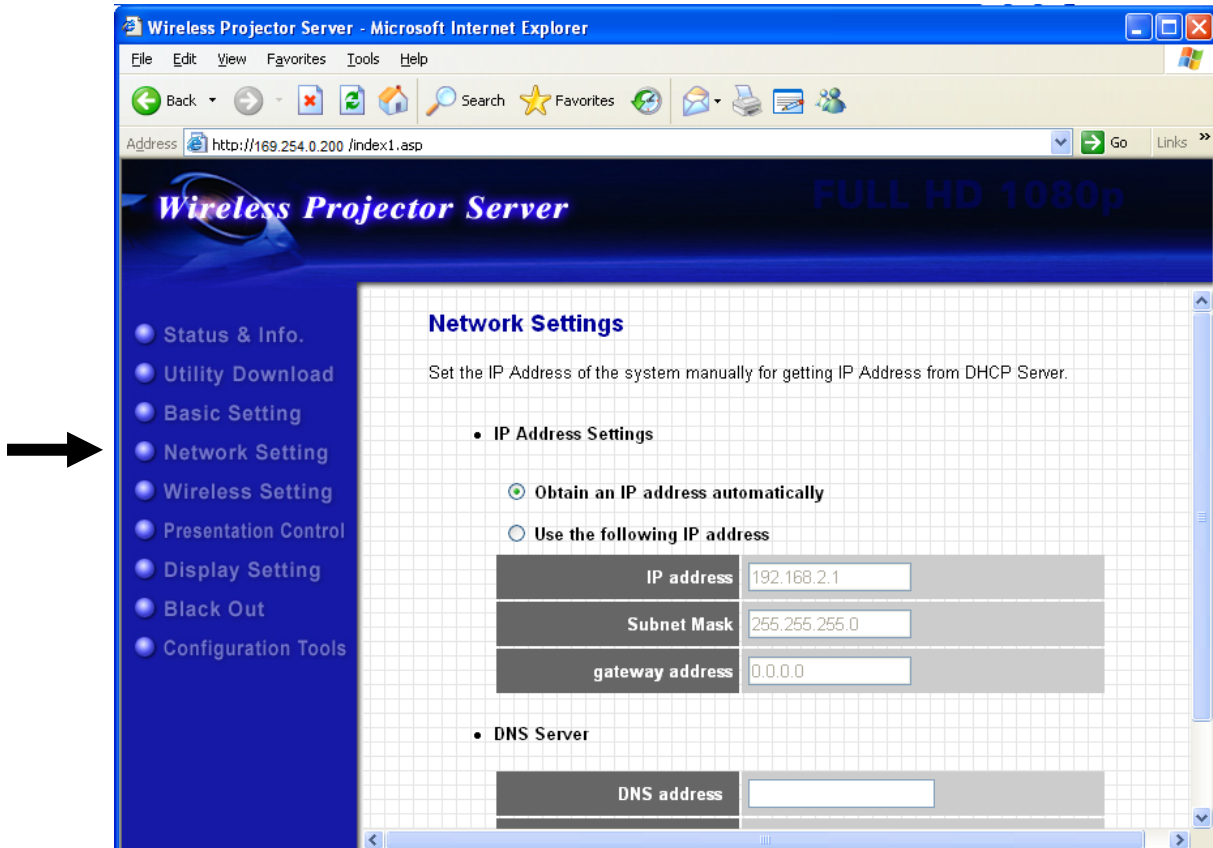 Wireless Projector Server - Microsoft Internet Explorer
File Edit View Favorites Tools Help
Back Search Favorites
Address http://169.254.0.200 /index1.asp Go Links »
Wireless Projector Server FULL HD 1080p
Status & Info.
Utility Download
Basic Setting
Network Setting
Wireless Setting
Presentation Control
Display Setting
Black Out
Configuration Tools
Network Settings
Set the IP Address of the system manually for getting IP Address from DHCP Server.
• IP Address Settings
Obtain an IP address automatically
Use the following IP address
IP address 192.168.2.1
Subnet Mask 255.255.255.0
gateway address 0.0.0.0
• DNS Server
DNS address